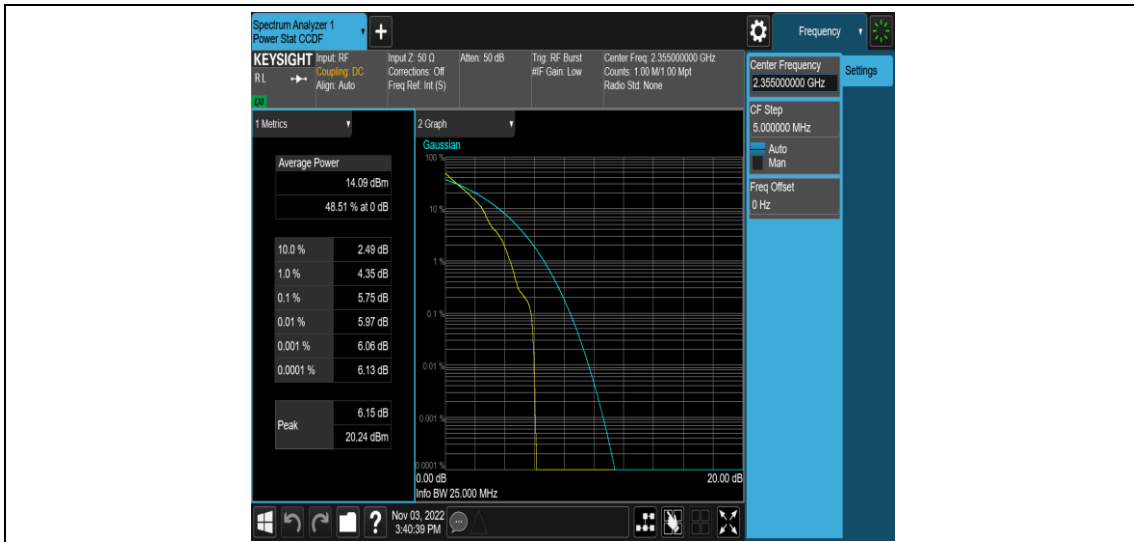 Spectrum Analyzer 1
Power Stat CCDF
+
Frequency
KEYSIGHT
RL
Input: RF
Coupling: DC
Align: Auto
Input Z: 50 Ω
Corrections: Off
Freq Ref: Int (S)
Atten: 50 dB
Trig: RF Burst
#IF Gain: Low
Center Freq: 2.355000000 GHz
Counts: 1.00 M/1.00 Mpt
Radio Std: None
Center Frequency
2.355000000 GHz
Settings
CF Step
5.000000 MHz
Auto
Man
Freq Offset
0 Hz
1 Metrics
Average Power
14.09 dBm
48.51 % at 0 dB
10.0 % 2.49 dB
1.0 % 4.35 dB
0.1 % 5.75 dB
0.01 % 5.97 dB
0.001 % 6.06 dB
0.0001 % 6.13 dB
Peak
6.15 dB
20.24 dBm
2 Graph
Gaussian
100 %
10 %
1 %
0.1 %
0.01 %
0.001 %
0.0001 %
0.00 dB 20.00 dB
Info BW 25.000 MHz
?
Nov 03, 2022
3:40:39 PM